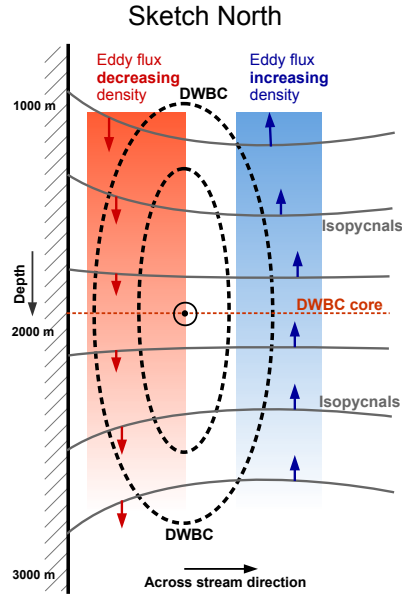 Sketch North
Eddy flux
decreasing
density
DWBC
Eddy flux
increasing
density
1000 m
Isopycnals
Depth
DWBC core
2000 m
Isopycnals
DWBC
3000 m
Across stream direction